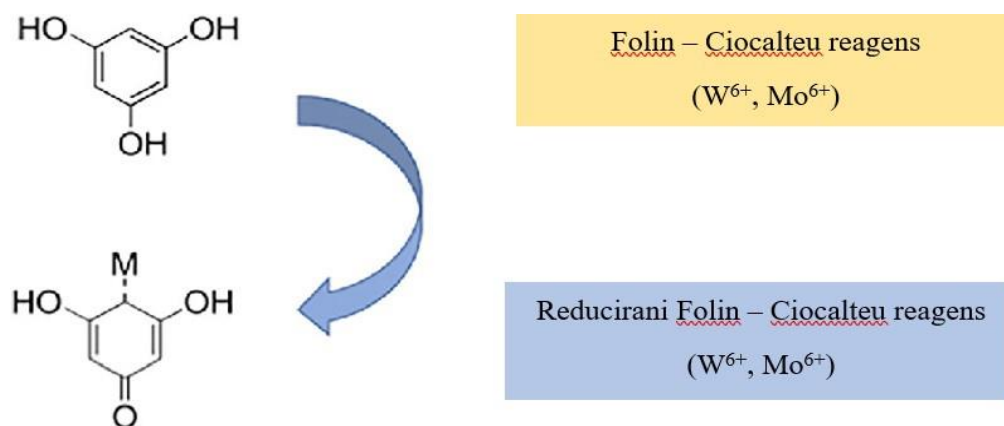 HO OH
OH
M
HO OH
O
Folin – Ciocalteu reagens
(W⁶⁺, Mo⁶⁺)
Reducirani Folin – Ciocalteu reagens
(W⁶⁺, Mo⁶⁺)